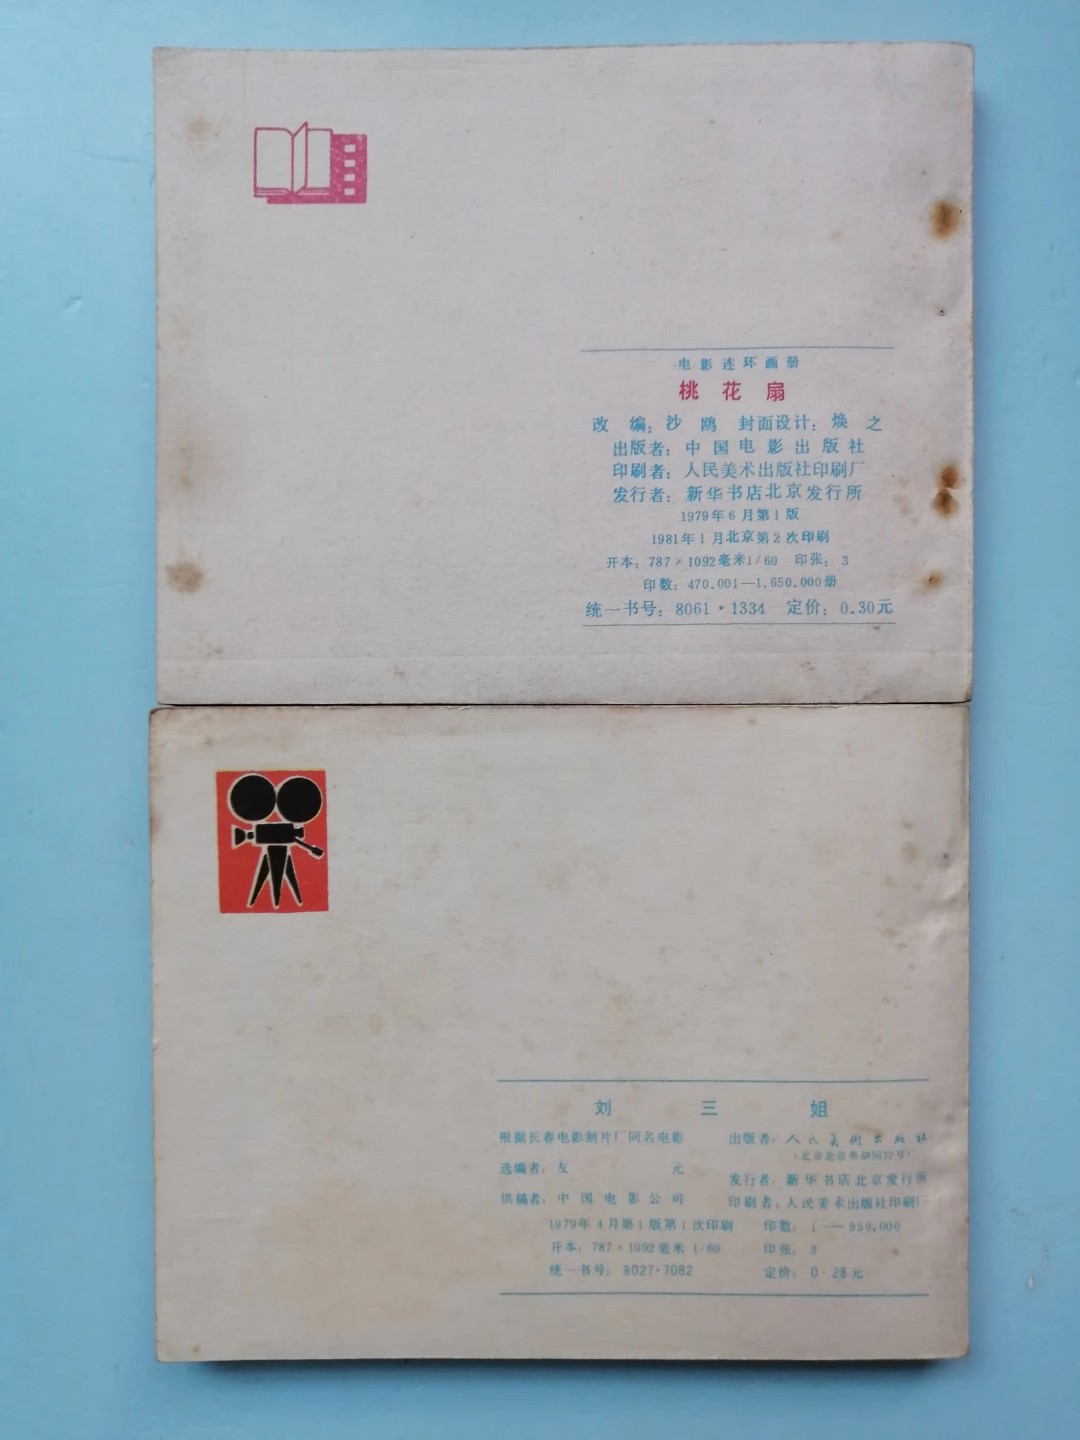 电影连环画册
桃花扇
改 编：沙 鸥 封面设计：焕 之
出版者：中国电影出版社
印刷者：人民美术出版社印刷厂
发行者：新华书店北京发行所
1979年6月第1版
1981年1月北京第2次印刷
开本：787×1092毫米1/60 印张：3
印数：470,001—1,650,000册
统一书号：8061·1334 定价：0.30元
刘三姐
根据长春电影制片厂同名电影
选编者：友 元
供稿者：中国电影公司
出版者：人民美術出版社
（北京北总布胡同32号）
发行者：新华书店北京发行所
印刷者：人民美术出版社印刷厂
1979年4月第1版第1次印刷 印数：1—950,000
开本：787×1092毫米 1/60 印张：3
统一书号：8027·7082 定价：0·28元